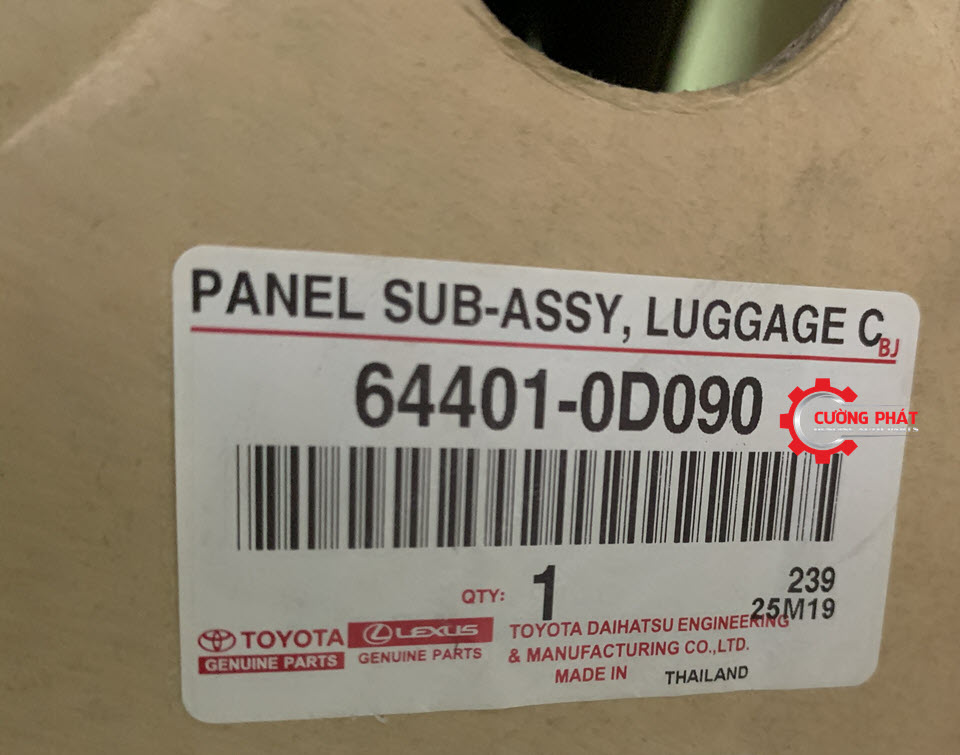 PANEL SUB-ASSY, LUGGAGE C
BJ
64401-0D090
CƯỜNG PHÁT
QTY: 1
239
25M19
TOYOTA
GENUINE PARTS
LEXUS
GENUINE PARTS
TOYOTA DAIHATSU ENGINEERING
& MANUFACTURING CO.,LTD.
MADE IN THAILAND